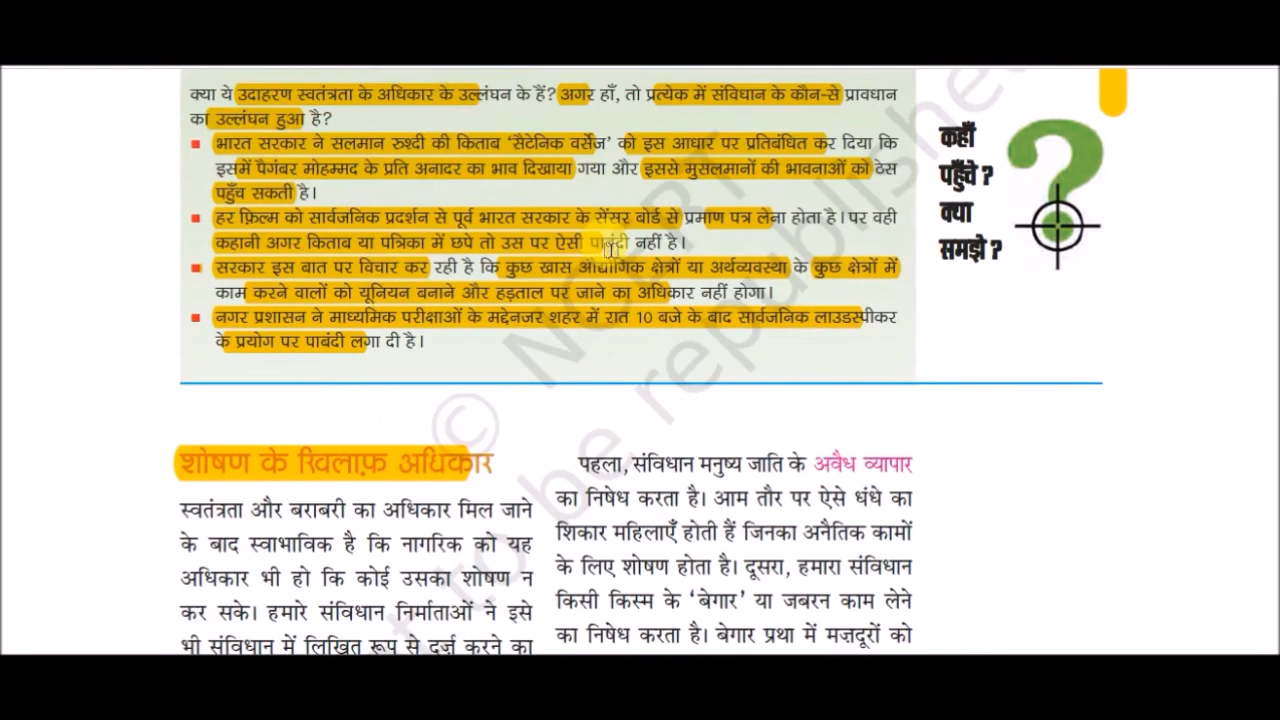 क्या ये उदाहरण स्वतंत्रता के अधिकार के उल्लंघन के हैं? अगर हाँ, तो प्रत्येक में संविधान के कौन-से प्रावधान
का उल्लंघन हुआ है?
भारत सरकार ने सलमान रुश्दी की किताब ‘सैटेनिक वर्सेज’ को इस आधार पर प्रतिबंधित कर दिया कि
इसमें पैगंबर मोहम्मद के प्रति अनादर का भाव दिखाया गया और इससे मुसलमानों की भावनाओं को ठेस
पहुँच सकती है।
हर फ़िल्म को सार्वजनिक प्रदर्शन से पूर्व भारत सरकार के सेंसर बोर्ड से प्रमाण पत्र लेना होता है। पर वही
कहानी अगर किताब या पत्रिका में छपे तो उस पर ऐसी पाबंदी नहीं है।
सरकार इस बात पर विचार कर रही है कि कुछ खास औद्योगिक क्षेत्रों या अर्थव्यवस्था के कुछ क्षेत्रों में
काम करने वालों को यूनियन बनाने और हड़ताल पर जाने का अधिकार नहीं होगा।
नगर प्रशासन ने माध्यमिक परीक्षाओं के मद्देनजर शहर में रात 10 बजे के बाद सार्वजनिक लाउडस्पीकर
के प्रयोग पर पाबंदी लगा दी है।
कहाँ
पहुँचे?
क्या
समझे?
शोषण के खिलाफ़ अधिकार
स्वतंत्रता और बराबरी का अधिकार मिल जाने
के बाद स्वाभाविक है कि नागरिक को यह
अधिकार भी हो कि कोई उसका शोषण न
कर सके। हमारे संविधान निर्माताओं ने इसे
भी संविधान में लिखित रूप से दर्ज करने का
पहला, संविधान मनुष्य जाति के अवैध व्यापार
का निषेध करता है। आम तौर पर ऐसे धंधे का
शिकार महिलाएँ होती हैं जिनका अनैतिक कामों
के लिए शोषण होता है। दूसरा, हमारा संविधान
किसी किस्म के ‘बेगार’ या जबरन काम लेने
का निषेध करता है। बेगार प्रथा में मज़दूरों को
© NCERT
not to be republished